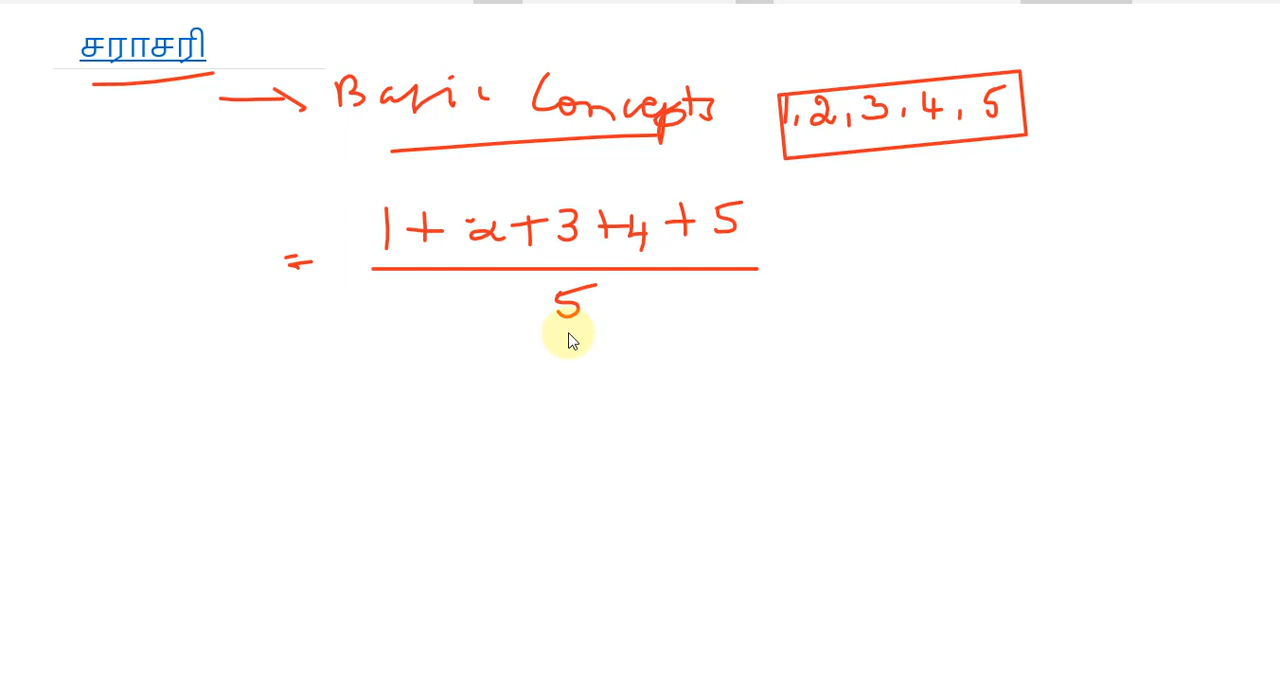 சராசரி
→ Basic Concepts 1, 2, 3, 4, 5
= 1 + 2 + 3 + 4 + 5
5